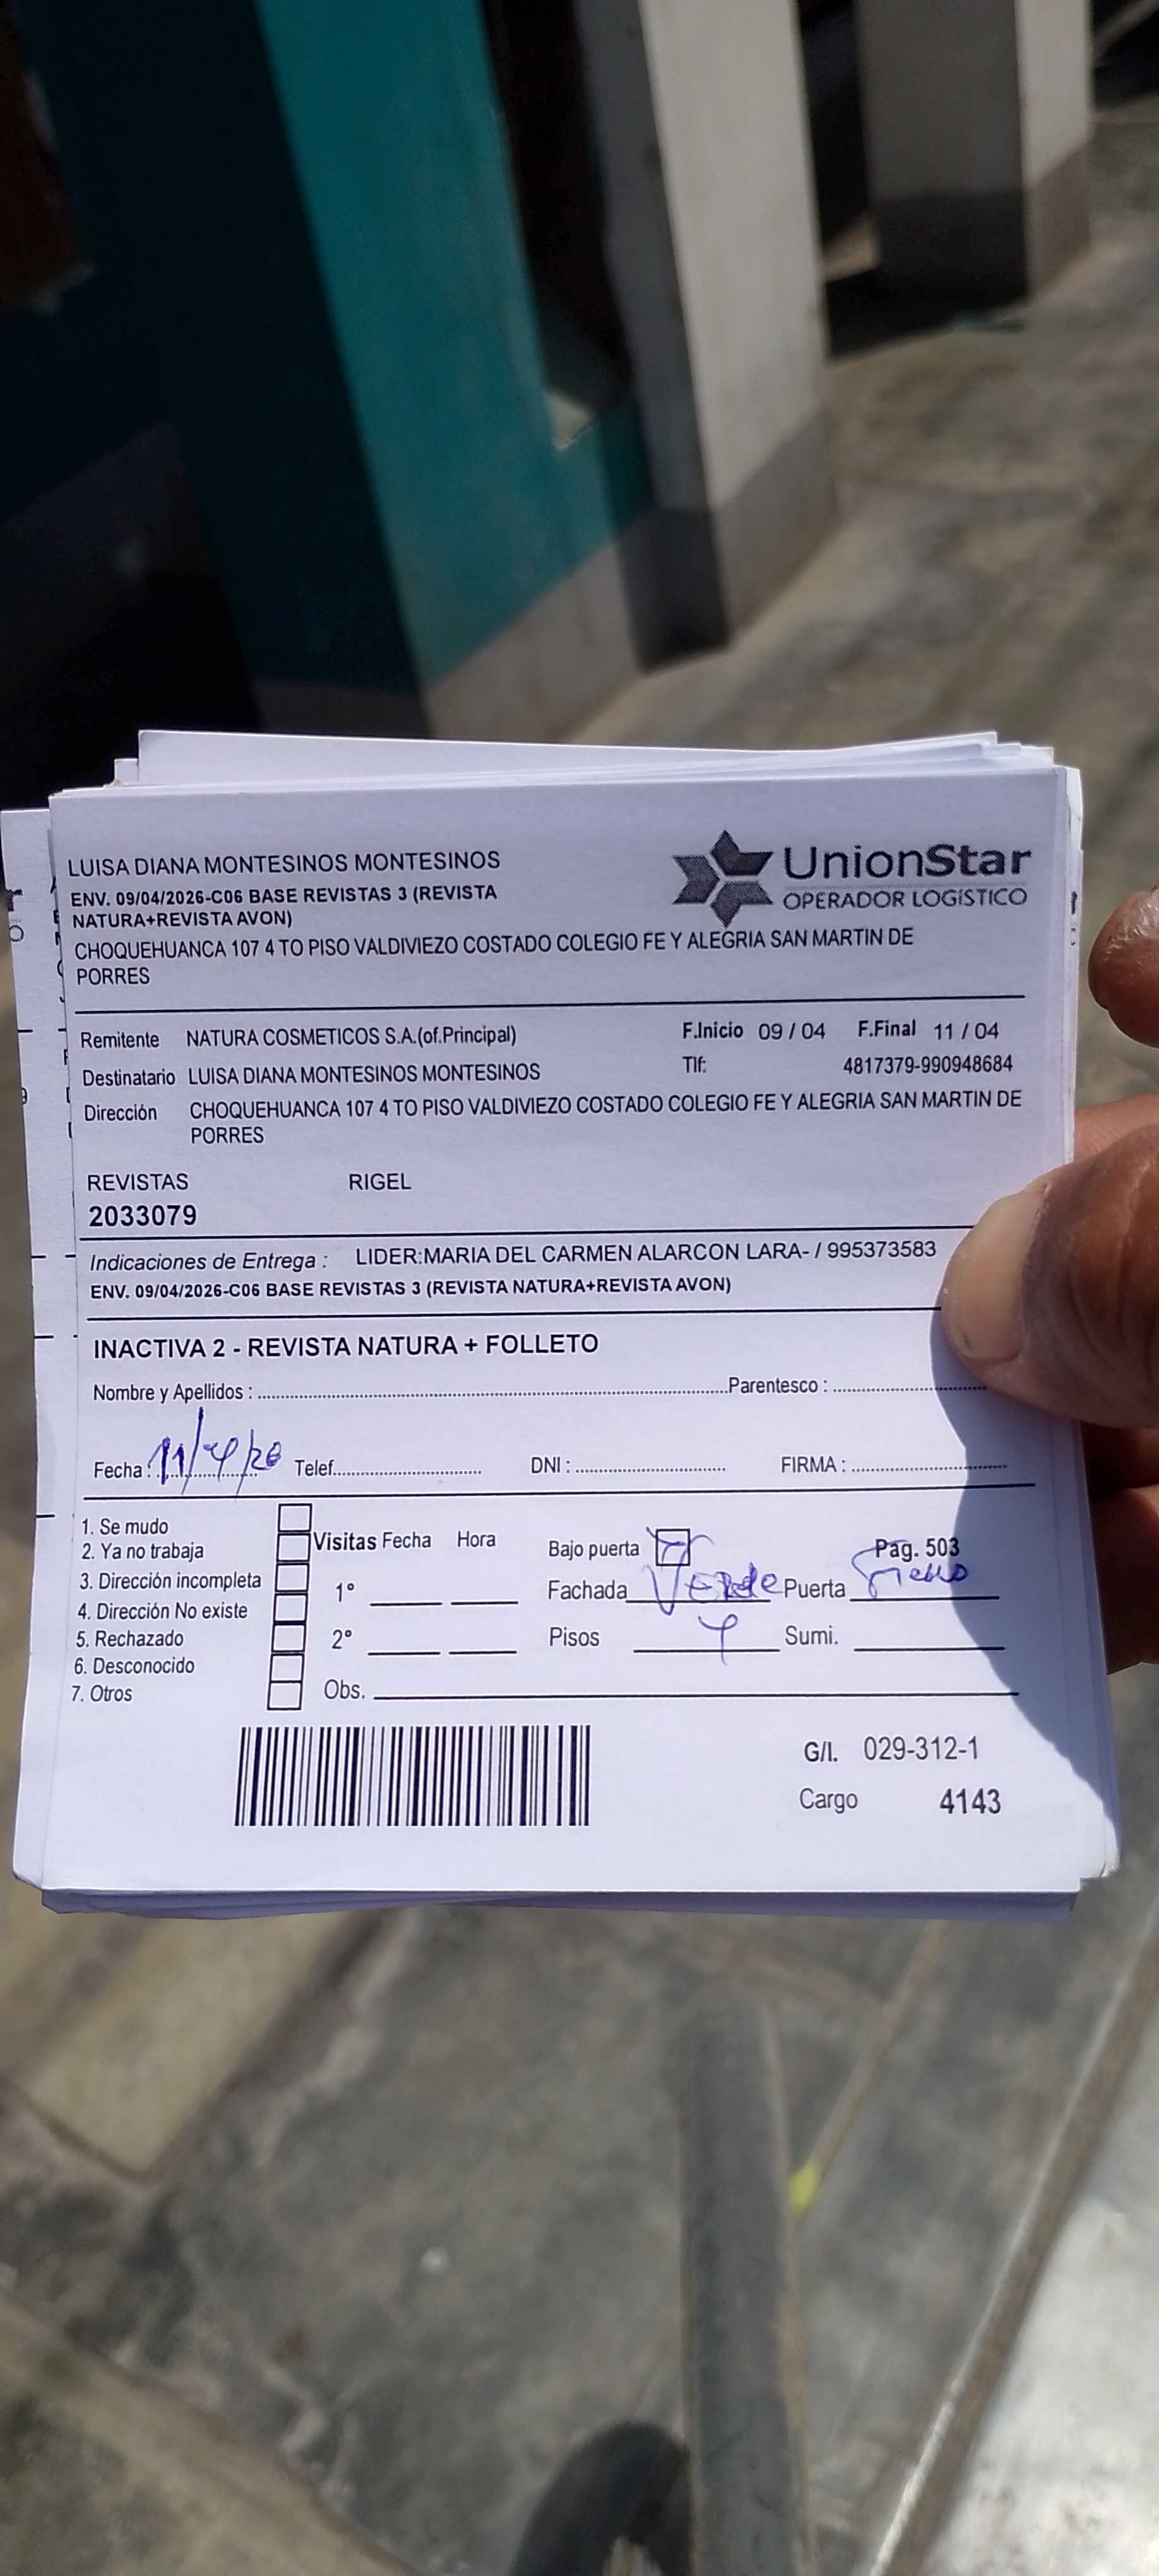 LUISA DIANA MONTESINOS MONTESINOS
ENV. 09/04/2026-C06 BASE REVISTAS 3 (REVISTA
NATURA+REVISTA AVON)
UnionStar
OPERADOR LOGÍSTICO
CHOQUEHUANCA 107 4 TO PISO VALDIVIEZO COSTADO COLEGIO FE Y ALEGRIA SAN MARTIN DE
PORRES
Remitente NATURA COSMETICOS S.A.(of.Principal) F.Inicio 09 / 04 F.Final 11 / 04
Destinatario LUISA DIANA MONTESINOS MONTESINOS Tlf: 4817379-990948684
Dirección CHOQUEHUANCA 107 4 TO PISO VALDIVIEZO COSTADO COLEGIO FE Y ALEGRIA SAN MARTIN DE
PORRES
REVISTAS RIGEL
2033079
Indicaciones de Entrega : LIDER:MARIA DEL CARMEN ALARCON LARA- / 995373583
ENV. 09/04/2026-C06 BASE REVISTAS 3 (REVISTA NATURA+REVISTA AVON)
INACTIVA 2 - REVISTA NATURA + FOLLETO
Nombre y Apellidos : Parentesco :
Fecha : 11/4/26 Telef. DNI : FIRMA :
1. Se mudo
2. Ya no trabaja
3. Dirección incompleta
4. Dirección No existe
5. Rechazado
6. Desconocido
7. Otros
Visitas Fecha Hora
1°
2°
Obs.
Bajo puerta Pag. 503
Fachada Verde Puerta
Pisos 4 Sumi.
G/I. 029-312-1
Cargo 4143